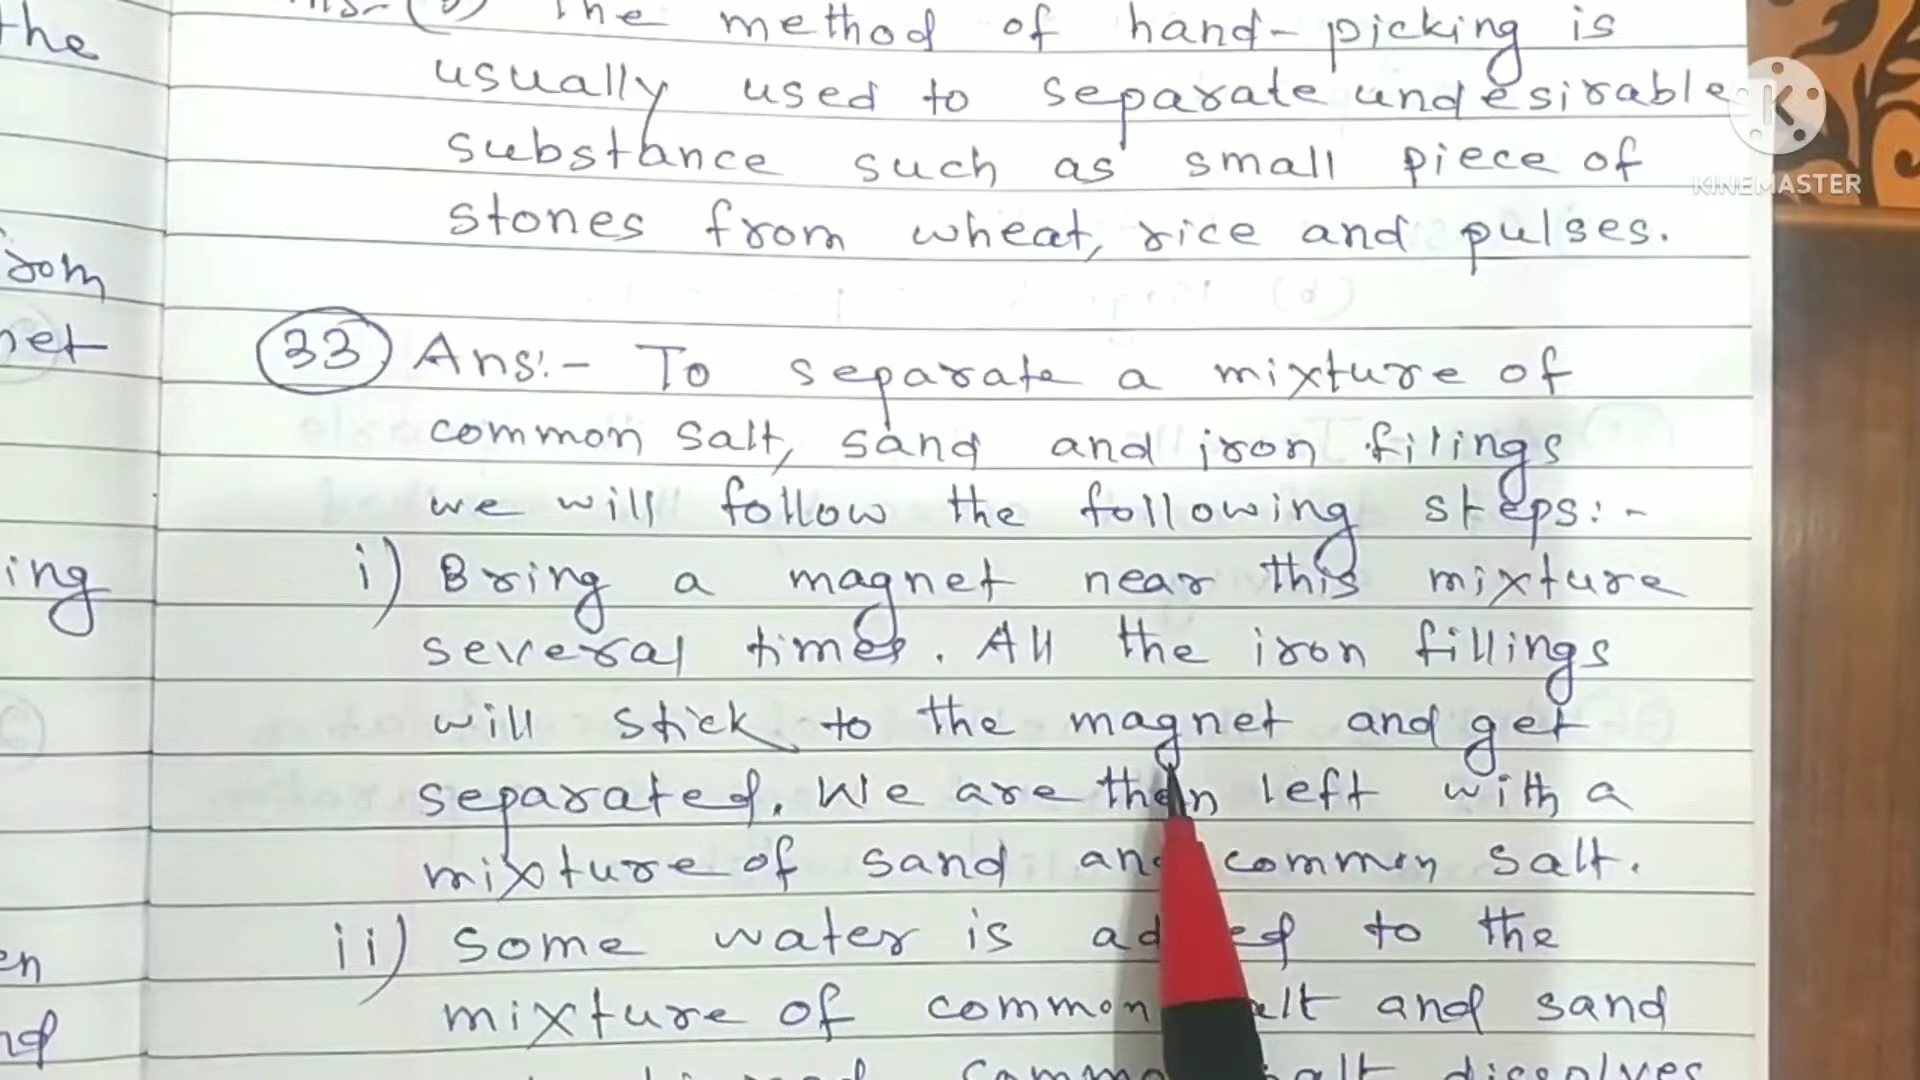 the
The method of hand-picking is
usually used to separate undesirable
substance such as small piece of
stones from wheat, rice and pulses.
33 Ans:- To separate a mixture of
common salt, sand and iron filings
we will follow the following steps:-
i) Bring a magnet near this mixture
several times. All the iron fillings
will stick to the magnet and get
separated. We are then left with a
mixture of sand and common salt.
ii) Some water is added to the
mixture of common salt and sand
salt dissolves
ing
K
KINEMASTER